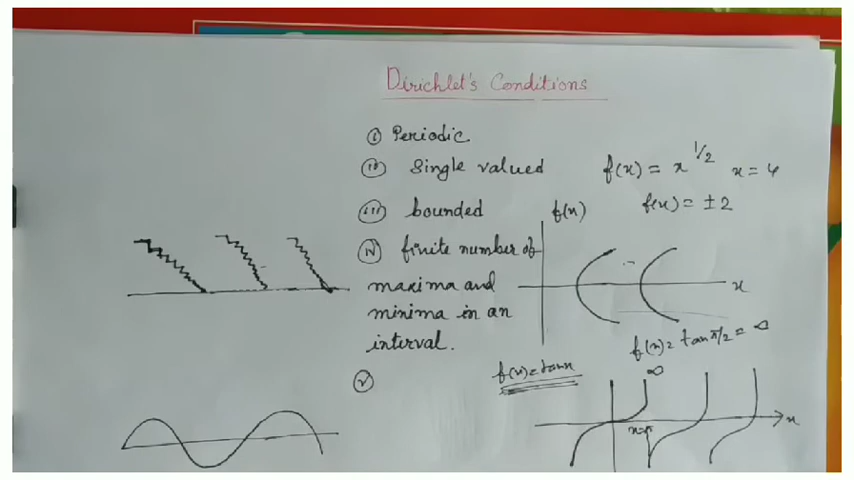 Dirichlet's Conditions
(i) Periodic
(ii) Single valued
f(x) = x^1/2 x = 4
f(x) = ±2
(iii) bounded
f(x)
(iv) finite number of
maxima and
minima in an
interval.
x
f(x) = tan π/2 = ∞
f(x) = tanx
∞
(v)
x